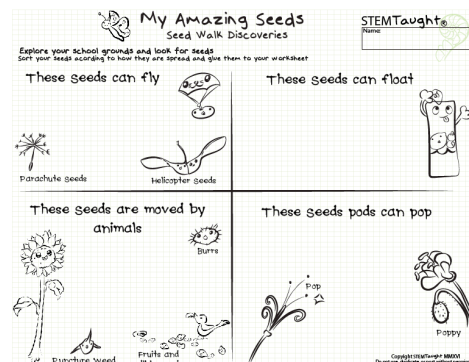 My Amazing Seeds
STEMTaught®
Seed Walk Discoveries
Name:
Explore your school grounds and look for seeds
Sort your seeds acording to how they are spread and glue them to your worksheet
These Seeds can fly
These Seeds can float
Parachute Seeds
Helicopter Seeds
These Seeds are moved by
animals
These Seeds pods can pop
Burrs
Pop
Poppy
Puncture Weed
Fruits and
Copyright STEMTaught® MMXXI